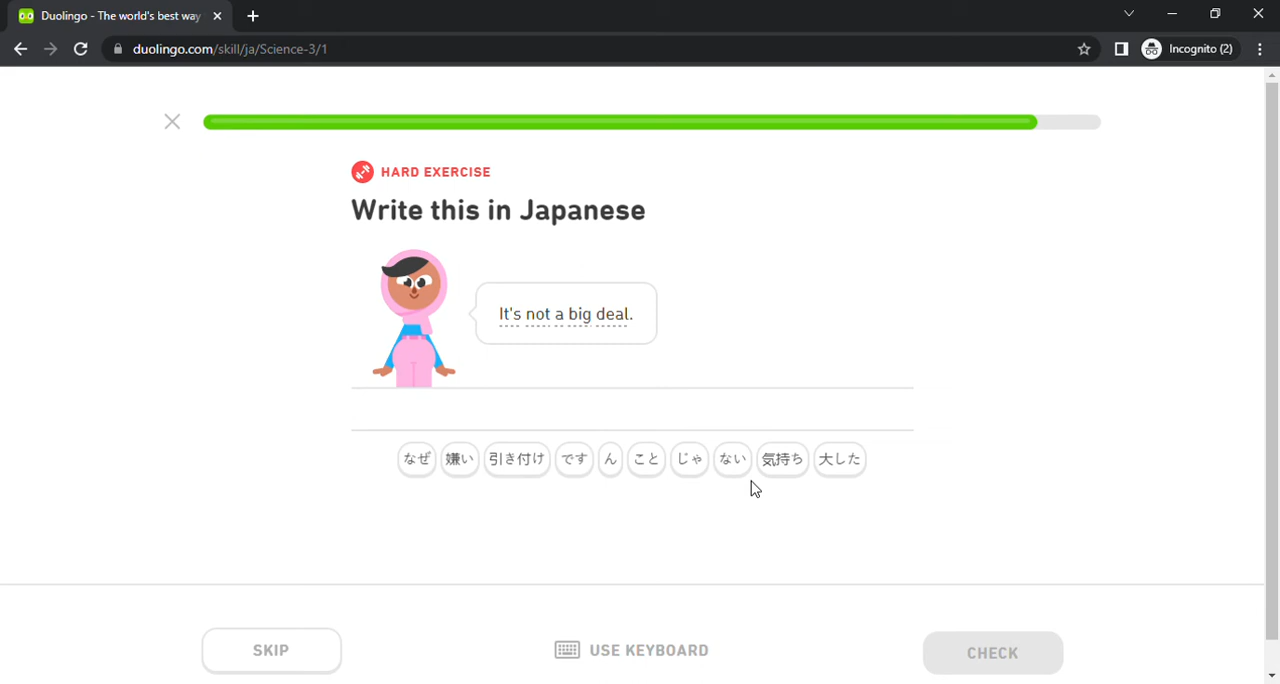 Duolingo - The world's best way
duolingo.com/skill/ja/Science-3/1
Incognito (2)
HARD EXERCISE
Write this in Japanese
It's not a big deal.
なぜ 嫌い 引き付け です ん こと じゃ ない 気持ち 大した
SKIP
USE KEYBOARD
CHECK